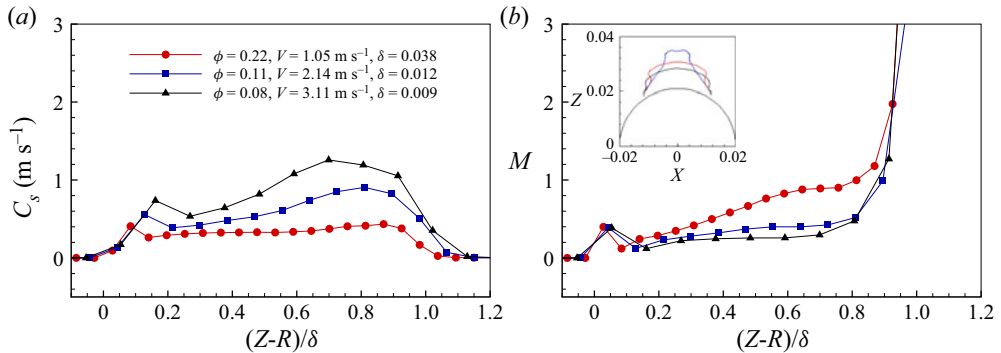 (a)
3
2
1
0
C_s (m s⁻¹)
ϕ = 0.22, V = 1.05 m s⁻¹, δ = 0.038
ϕ = 0.11, V = 2.14 m s⁻¹, δ = 0.012
ϕ = 0.08, V = 3.11 m s⁻¹, δ = 0.009
0 0.2 0.4 0.6 0.8 1.0 1.2
(Z-R)/δ
(b)
3
2
1
0
M
0.04
0.02
0
Z
−0.02 0 0.02
X
0 0.2 0.4 0.6 0.8 1.0 1.2
(Z-R)/δ